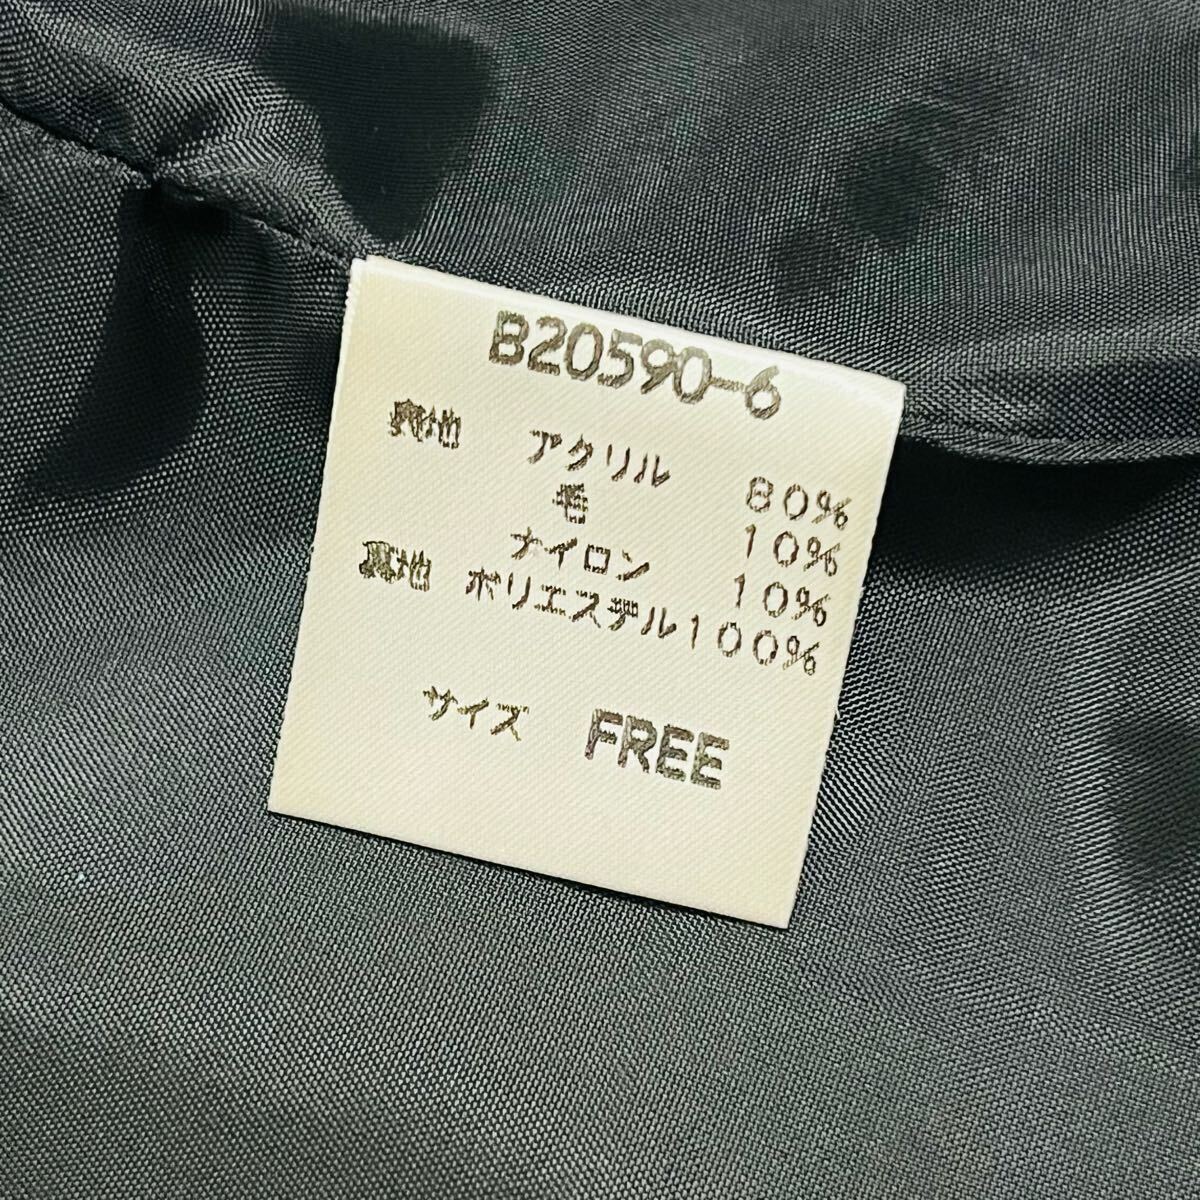 B20590-6
表地 アクリル 80%
毛 10%
ナイロン 10%
裏地 ポリエステル100%
サイズ FREE